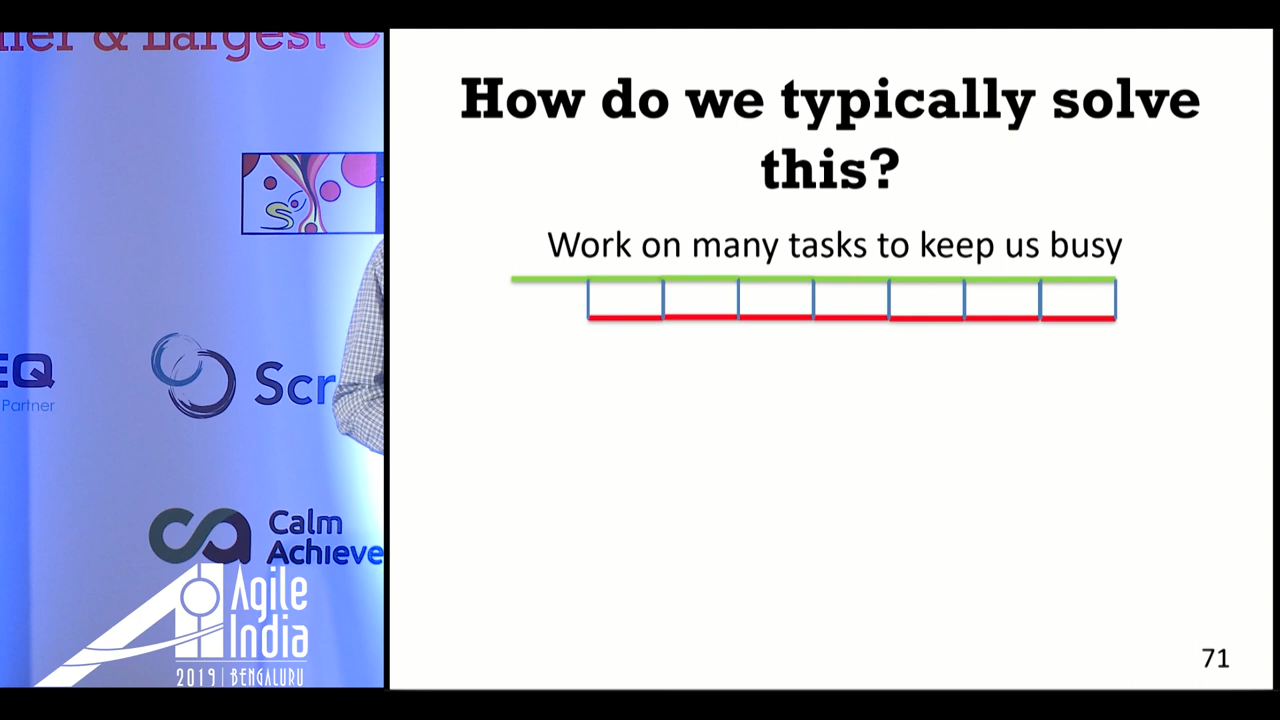 & Largest C
How do we typically solve
this?
Work on many tasks to keep us busy
EQ
Partner
Scr
Calm
Achieve
Agile
India
2019 | BENGALURU
71